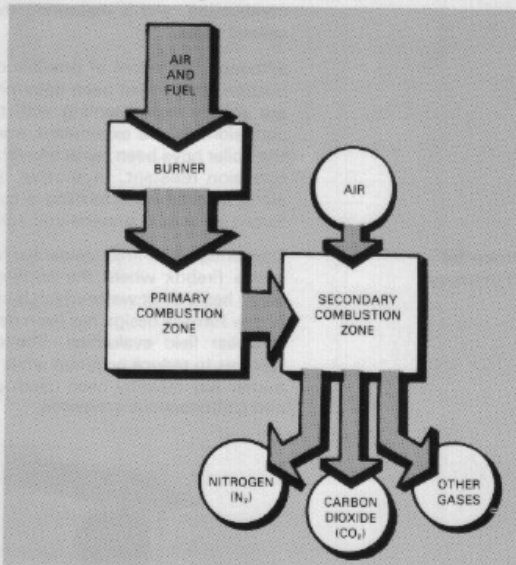 AIR
AND
FUEL
BURNER
AIR
PRIMARY
COMBUSTION
ZONE
SECONDARY
COMBUSTION
ZONE
NITROGEN
(N₂)
CARBON
DIOXIDE
(CO₂)
OTHER
GASES